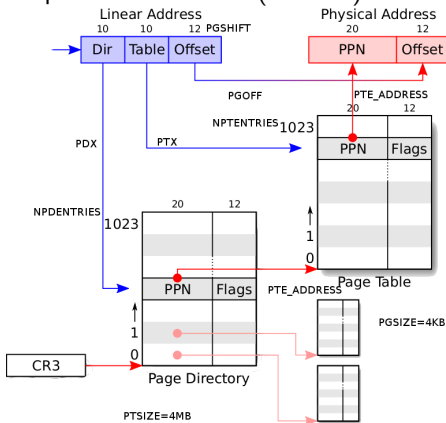 Linear Address
Physical Address
10 10 12 PGSHIFT
20 12
Dir Table Offset
PPN Offset
PGOFF
PTE_ADDRESS
20 12
NPTENTRIES 1023
PDX
PTX
PPN Flags
NPDENTRIES
20 12
1023
1
0
PPN Flags
PTE_ADDRESS
Page Table
PGSIZE=4KB
1
0
CR3
Page Directory
PTSIZE=4MB